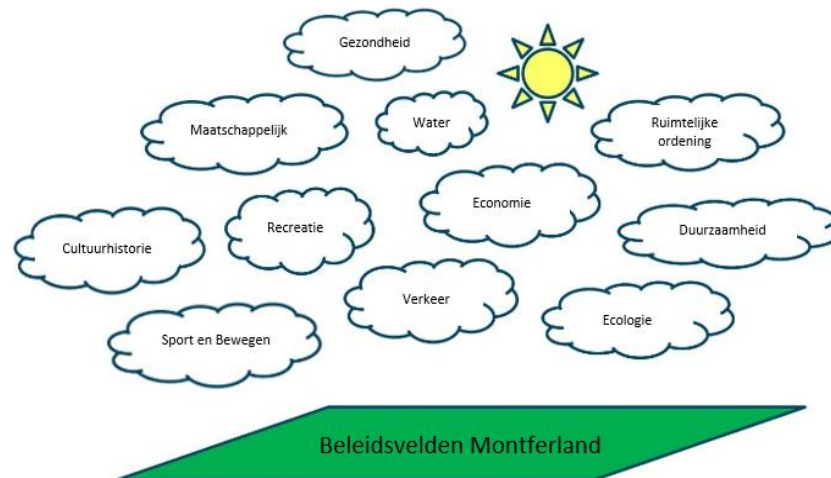 Gezondheid
Maatschappelijk
Water
Ruimtelijke
ordening
Cultuurhistorie
Recreatie
Economie
Duurzaamheid
Sport en Bewegen
Verkeer
Ecologie
Beleidsvelden Montferland